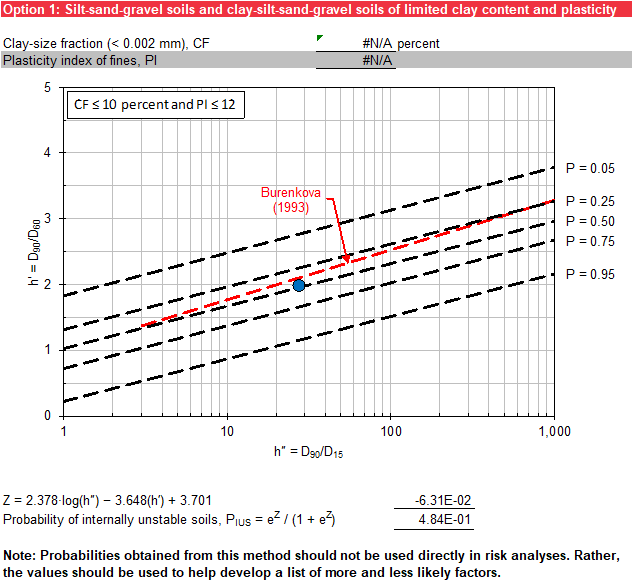 Option 1: Silt-sand-gravel soils and clay-silt-sand-gravel soils of limited clay content and plasticity
Clay-size fraction (< 0.002 mm), CF #N/A percent
Plasticity index of fines, PI #N/A
CF ≤ 10 percent and PI ≤ 12
5
4
3
2
1
0
h' = D90/D60
Burenkova
(1993)
P = 0.05
P = 0.25
P = 0.50
P = 0.75
P = 0.95
1 10 100 1,000
h″ = D90/D15
Z = 2.378·log(h″) − 3.648(h′) + 3.701 -6.31E-02
Probability of internally unstable soils, PIUS = e^Z / (1 + e^Z) 4.84E-01
Note: Probabilities obtained from this method should not be used directly in risk analyses. Rather,
the values should be used to help develop a list of more and less likely factors.